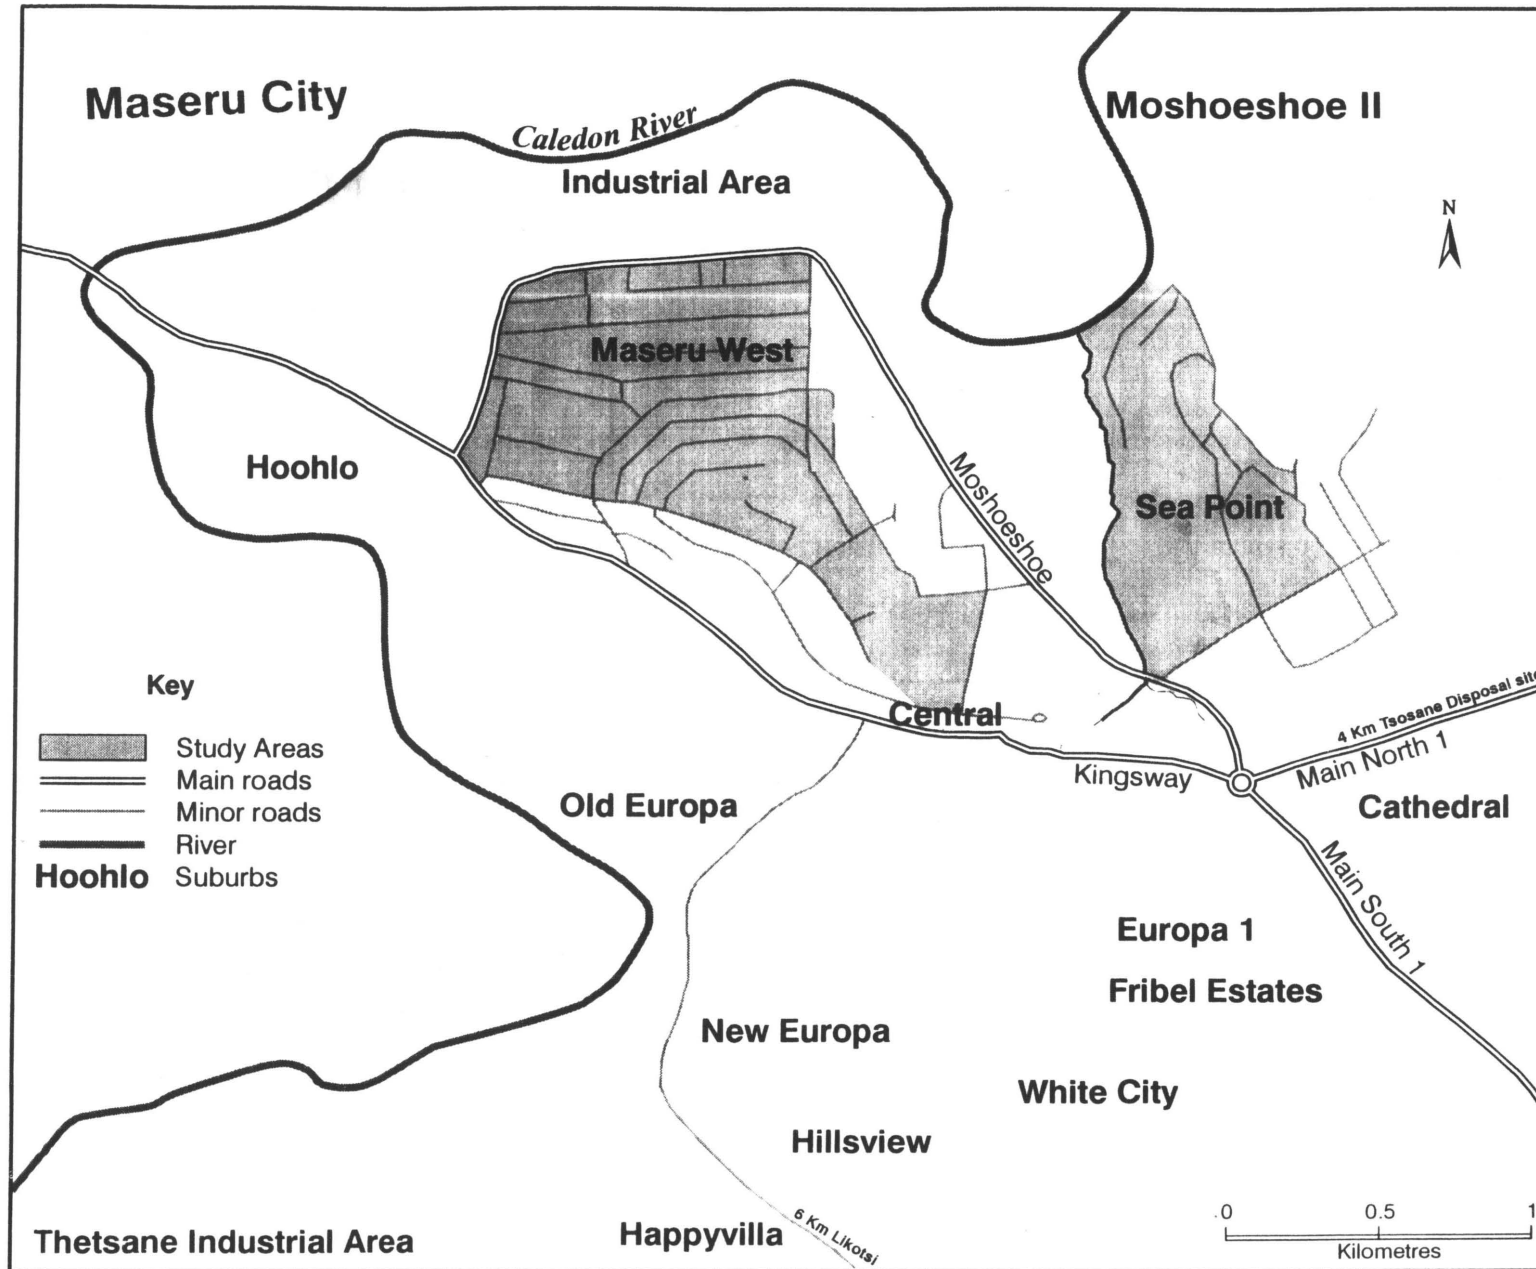 Maseru City
Caledon River
Moshoeshoe II
Industrial Area
N
Maseru West
Hoohlo
Moshoeshoe
Sea Point
Key
Study Areas
Main roads
Minor roads
River
Hoohlo Suburbs
Central
4 Km Tsosane Disposal site
Main North 1
Kingsway
Cathedral
Old Europa
Main South 1
Europa 1
Fribel Estates
New Europa
White City
Hillsview
6 Km Likotsi
Happyvilla
Thetsane Industrial Area
0 0.5 1
Kilometres